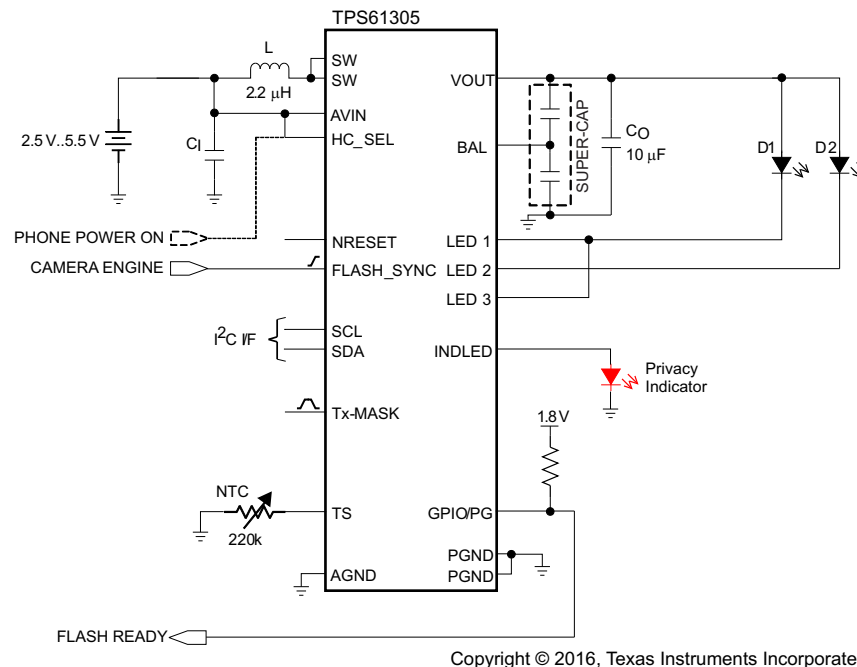 TPS61305
L
2.2 μH
SW
SW
AVIN
HC_SEL
2.5 V..5.5 V
CI
PHONE POWER ON
CAMERA ENGINE
NRESET
FLASH_SYNC
I2C I/F
SCL
SDA
Tx-MASK
NTC
220k
TS
AGND
FLASH READY
VOUT
BAL
SUPER-CAP
CO
10 μF
D1
D2
LED 1
LED 2
LED 3
INDLED
Privacy
Indicator
1.8 V
GPIO/PG
PGND
PGND
Copyright © 2016, Texas Instruments Incorporate